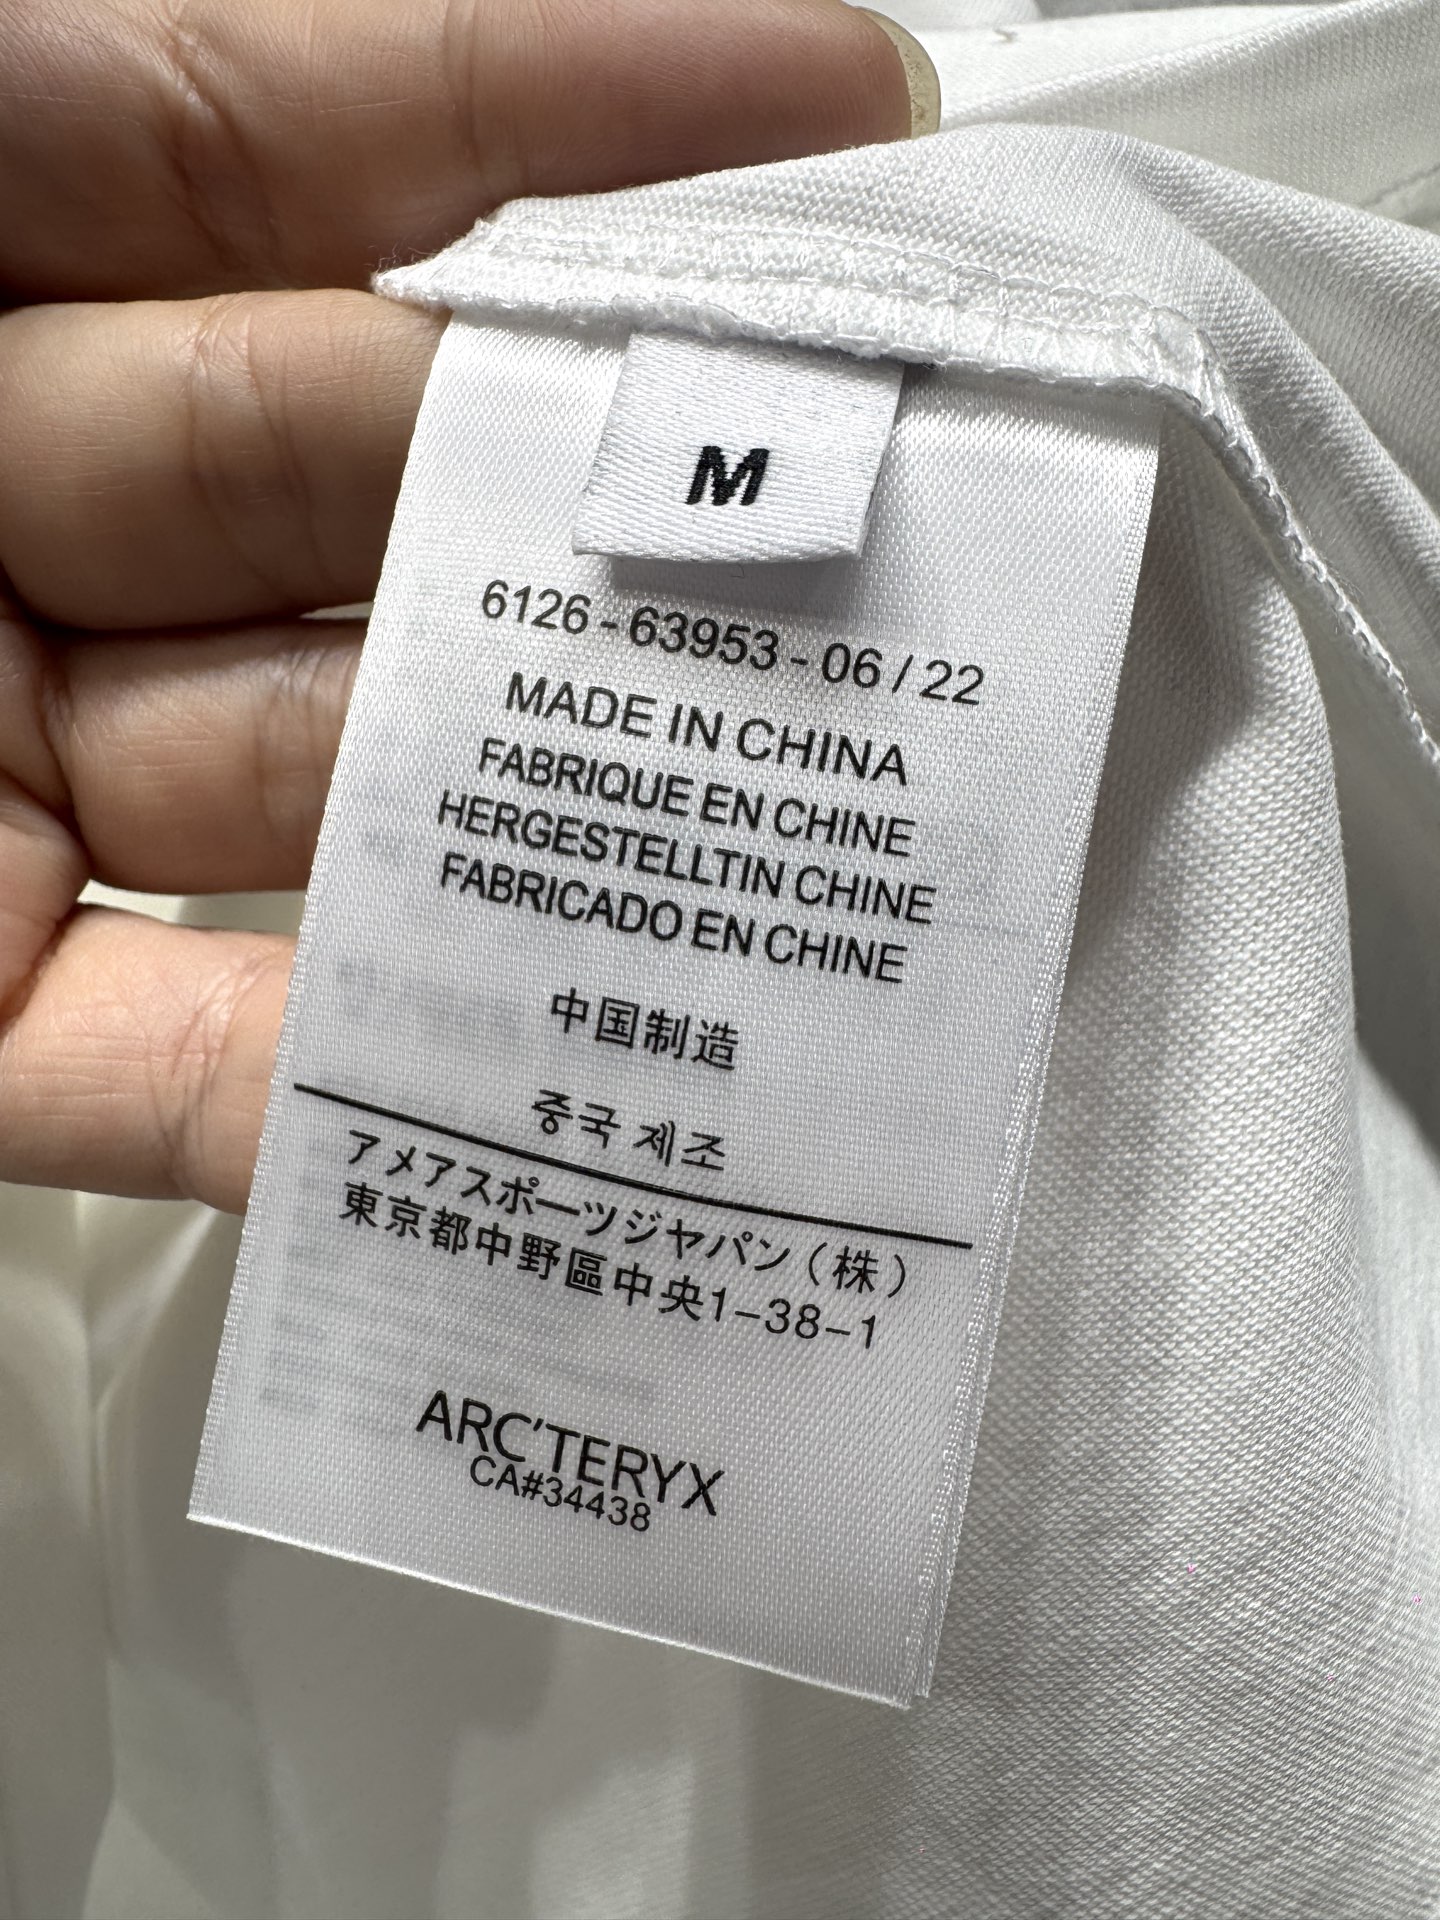 M
6126 - 63953 - 06 / 22
MADE IN CHINA
FABRIQUE EN CHINE
HERGESTELLTIN CHINE
FABRICADO EN CHINE
中国制造
중국 제조
アメアスポーツジヤパン（株）
東京都中野區中央1-38-1
ARC'TERYX
CA#34438